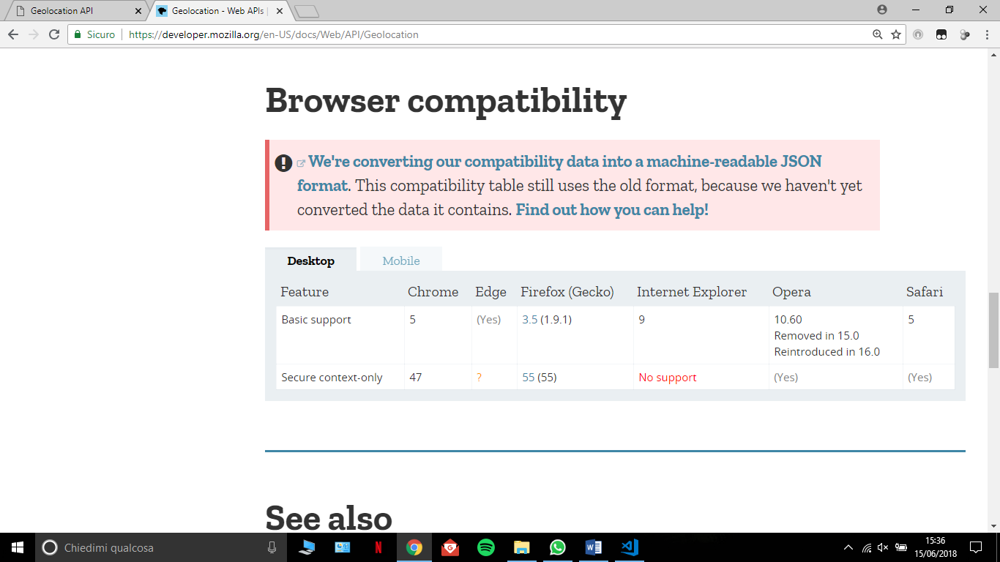 Geolocation API
Geolocation - Web APIs |
Sicuro
https://developer.mozilla.org/en-US/docs/Web/API/Geolocation
Browser compatibility
We're converting our compatibility data into a machine-readable JSON
format. This compatibility table still uses the old format, because we haven't yet
converted the data it contains. Find out how you can help!
Desktop Mobile
Feature Chrome Edge Firefox (Gecko) Internet Explorer Opera Safari
Basic support 5 (Yes) 3.5 (1.9.1) 9 10.60 5
Removed in 15.0
Reintroduced in 16.0
Secure context-only 47 ? 55 (55) No support (Yes) (Yes)
See also
Chiedimi qualcosa
15:36
15/06/2018